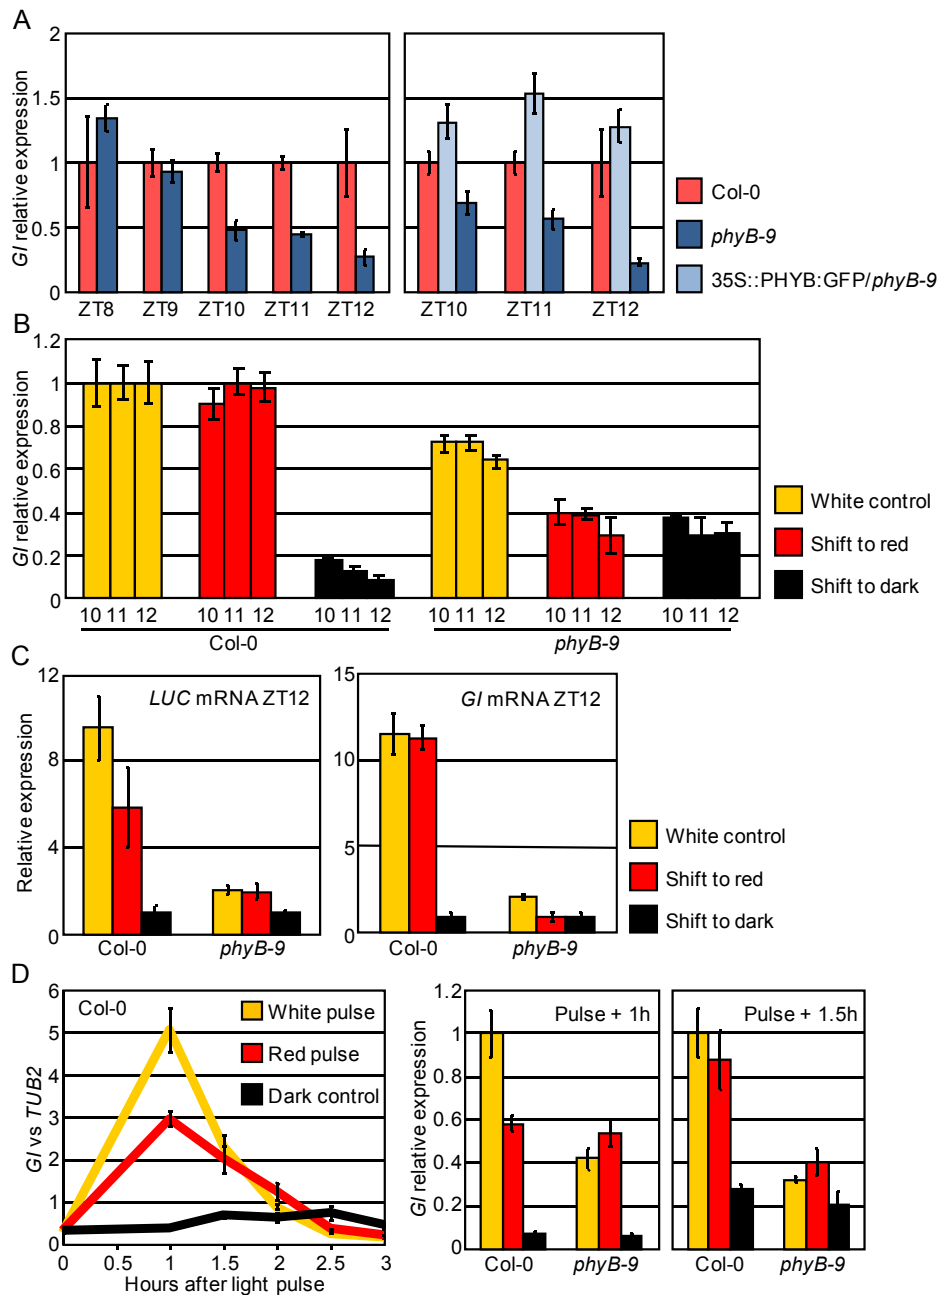 A
GI relative expression
2
1.5
1
0.5
0
ZT8 ZT9 ZT10 ZT11 ZT12
ZT10 ZT11 ZT12
Col-0
phyB-9
35S::PHYB:GFP/phyB-9
B
GI relative expression
1.2
1
0.8
0.6
0.4
0.2
0
10 11 12 10 11 12 10 11 12 10 11 12 10 11 12 10 11 12
Col-0 phyB-9
White control
Shift to red
Shift to dark
C
Relative expression
12
8
4
0
LUC mRNA ZT12
Col-0 phyB-9
15
10
5
0
GI mRNA ZT12
Col-0 phyB-9
White control
Shift to red
Shift to dark
D
GI vs TUB2
6
5
4
3
2
1
0
Col-0
White pulse
Red pulse
Dark control
0 0.5 1 1.5 2 2.5 3
Hours after light pulse
GI relative expression
1.2
1
0.8
0.6
0.4
0.2
0
Pulse + 1h
Col-0 phyB-9
Pulse + 1.5h
Col-0 phyB-9